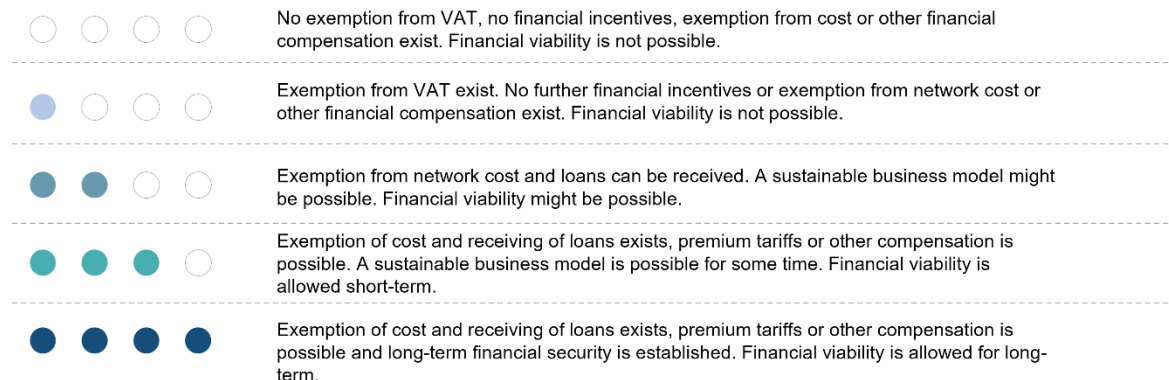 No exemption from VAT, no financial incentives, exemption from cost or other financial
compensation exist. Financial viability is not possible.
Exemption from VAT exist. No further financial incentives or exemption from network cost or
other financial compensation exist. Financial viability is not possible.
Exemption from network cost and loans can be received. A sustainable business model might
be possible. Financial viability might be possible.
Exemption of cost and receiving of loans exists, premium tariffs or other compensation is
possible. A sustainable business model is possible for some time. Financial viability is
allowed short-term.
Exemption of cost and receiving of loans exists, premium tariffs or other compensation is
possible and long-term financial security is established. Financial viability is allowed for long-
term.